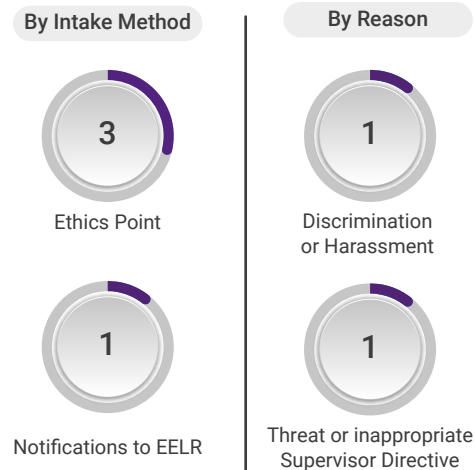 By Intake Method
3
Ethics Point
1
Notifications to EELR
By Reason
1
Discrimination
or Harassment
1
Threat or inappropriate
Supervisor Directive